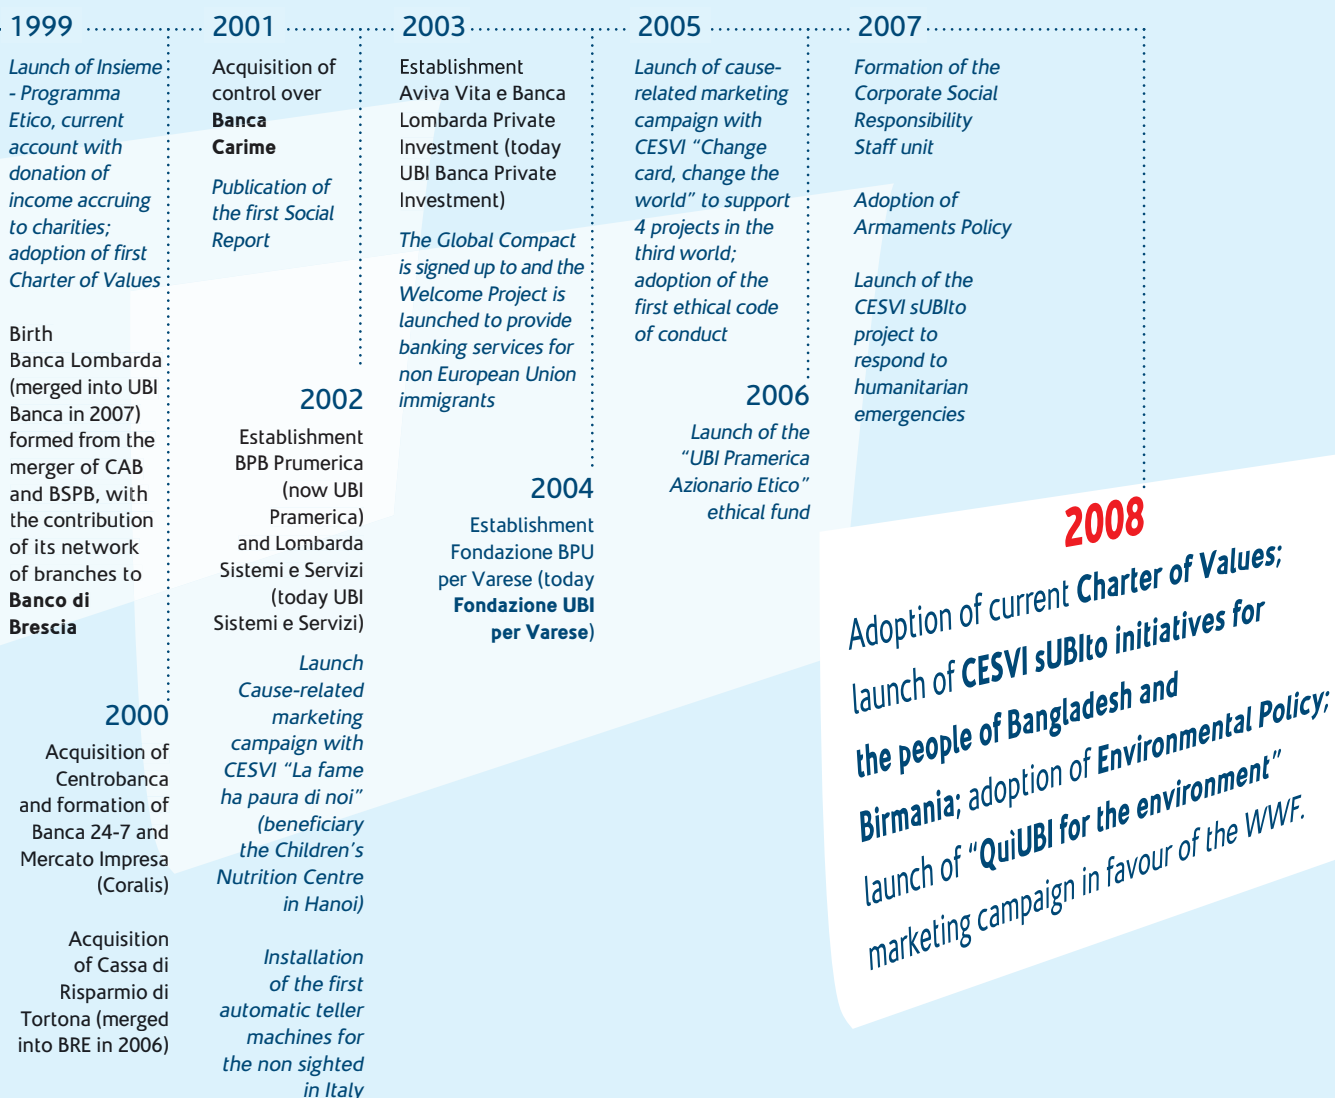 1999
Launch of Insieme
- Programma
Etico, current
account with
donation of
income accruing
to charities;
adoption of first
Charter of Values
Birth
Banca Lombarda
(merged into UBI
Banca in 2007)
formed from the
merger of CAB
and BSPB, with
the contribution
of its network
of branches to
Banco di
Brescia
2000
Acquisition of
Centrobanca
and formation of
Banca 24-7 and
Mercato Impresa
(Coralis)
Acquisition
of Cassa di
Risparmio di
Tortona (merged
into BRE in 2006)
2001
Acquisition of
control over
Banca
Carime
Publication of
the first Social
Report
2002
Establishment
BPB Prumerica
(now UBI
Pramerica)
and Lombarda
Sistemi e Servizi
(today UBI
Sistemi e Servizi)
Launch
Cause-related
marketing
campaign with
CESVI “La fame
ha paura di noi”
(beneficiary
the Children’s
Nutrition Centre
in Hanoi)
Installation
of the first
automatic teller
machines for
the non sighted
in Italy
2003
Establishment
Aviva Vita e Banca
Lombarda Private
Investment (today
UBI Banca Private
Investment)
The Global Compact
is signed up to and the
Welcome Project is
launched to provide
banking services for
non European Union
immigrants
2004
Establishment
Fondazione BPU
per Varese (today
Fondazione UBI
per Varese)
2005
Launch of cause-
related marketing
campaign with
CESVI “Change
card, change the
world” to support
4 projects in the
third world;
adoption of the
first ethical code
of conduct
2006
Launch of the
“UBI Pramerica
Azionario Etico”
ethical fund
2007
Formation of the
Corporate Social
Responsibility
Staff unit
Adoption of
Armaments Policy
Launch of the
CESVI sUBIto
project to
respond to
humanitarian
emergencies
2008
Adoption of current Charter of Values;
launch of CESVI sUBIto initiatives for
the people of Bangladesh and
Birmania; adoption of Environmental Policy;
launch of “QuìUBI for the environment”
marketing campaign in favour of the WWF.